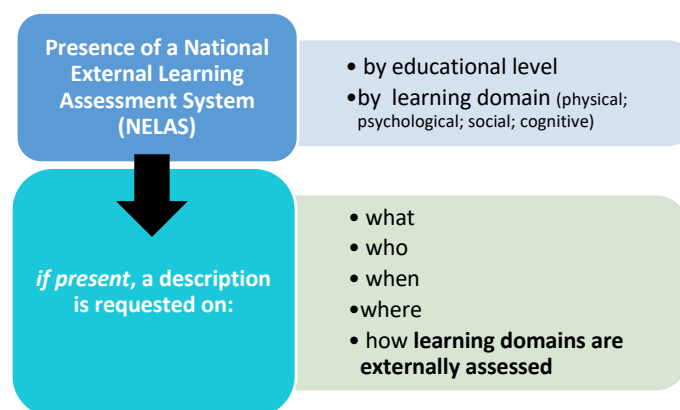 Presence of a National
External Learning
Assessment System
(NELAS)
• by educational level
•by learning domain (physical;
psychological; social; cognitive)
if present, a description
is requested on:
• what
• who
• when
•where
• how learning domains are
externally assessed